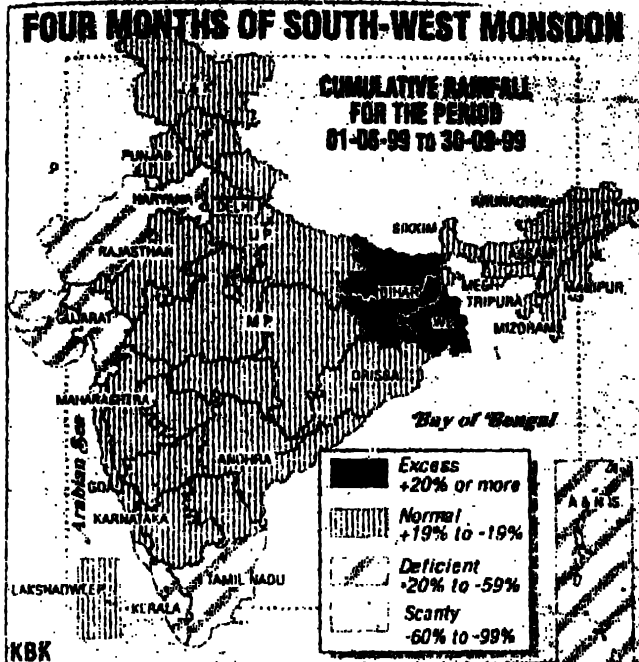 FOUR MONTHS OF SOUTH-WEST MONSOON
CUMULATIVE RAINFALL
FOR THE PERIOD
01-06-99 TO 30-09-99
PUNJAB
HARYANA
DELHI
ARUNACHAL
SIKKIM
U P
ASSAM
RAJASTHAN
MEGH
BIHAR
MANIPUR
TRIPURA
GUJARAT
M P
W B
MIZORAM
ORISSA
MAHARASHTRA
Bay of Bengal
Arabian Sea
ANDHRA
GOA
KARNATAKA
Excess
+20% or more
A & N IS.
Normal
+19% to -19%
Deficient
-20% to -59%
TAMIL NADU
LAKSHADWEEP
KERALA
Scanty
-60% to -99%
KBK